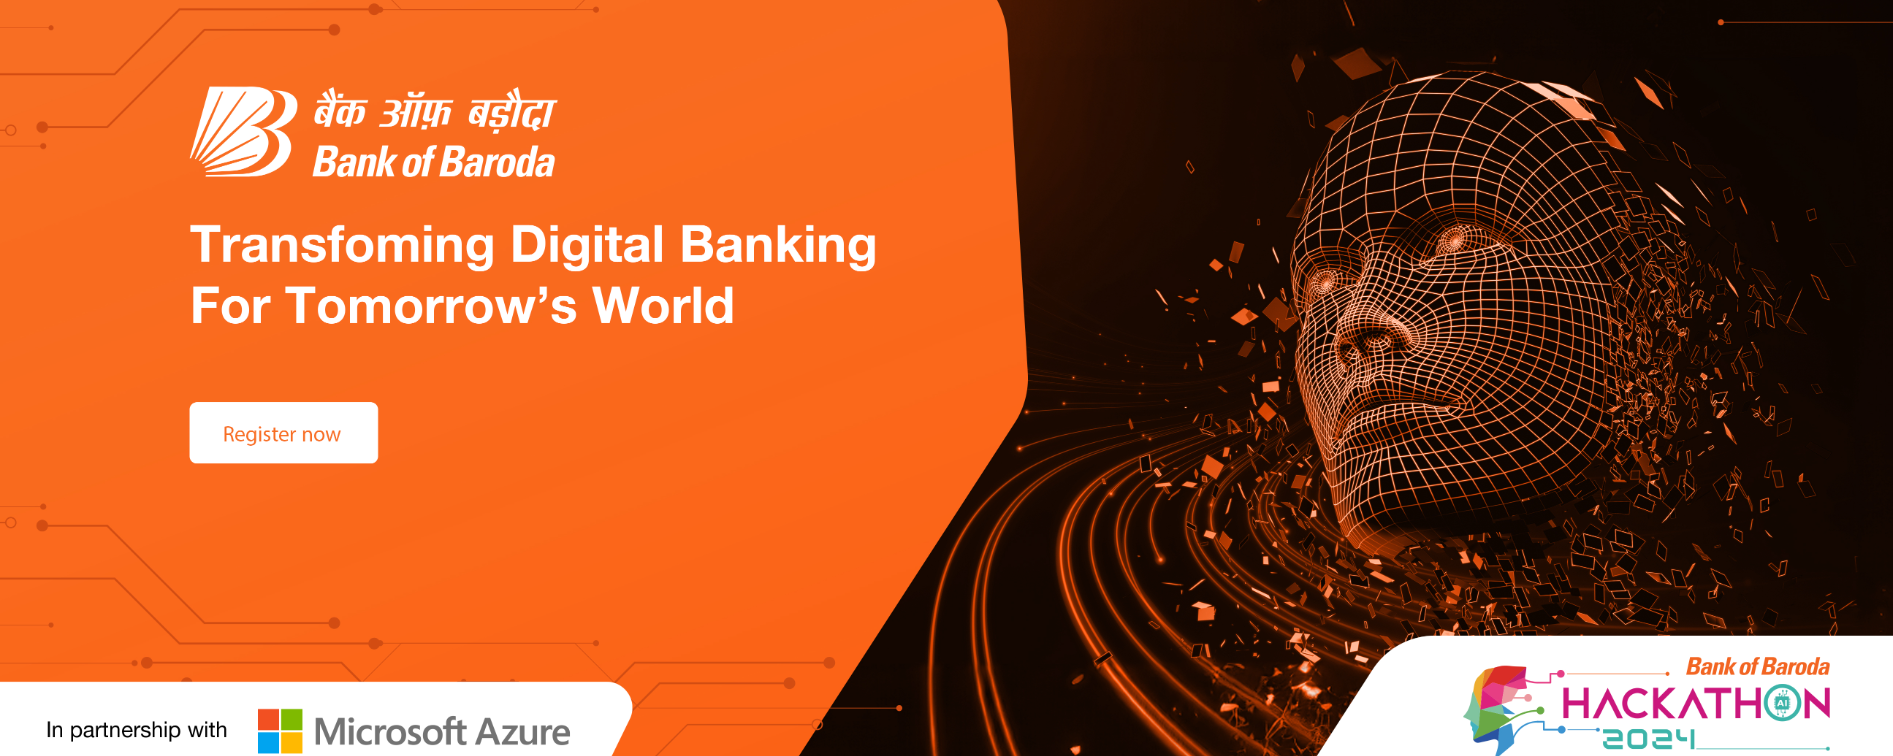 बैंक ऑफ़ बड़ौदा
Bank of Baroda
Transfoming Digital Banking
For Tomorrow's World
Register now
In partnership with
Microsoft Azure
Bank of Baroda
HACKATHON
AI
2024